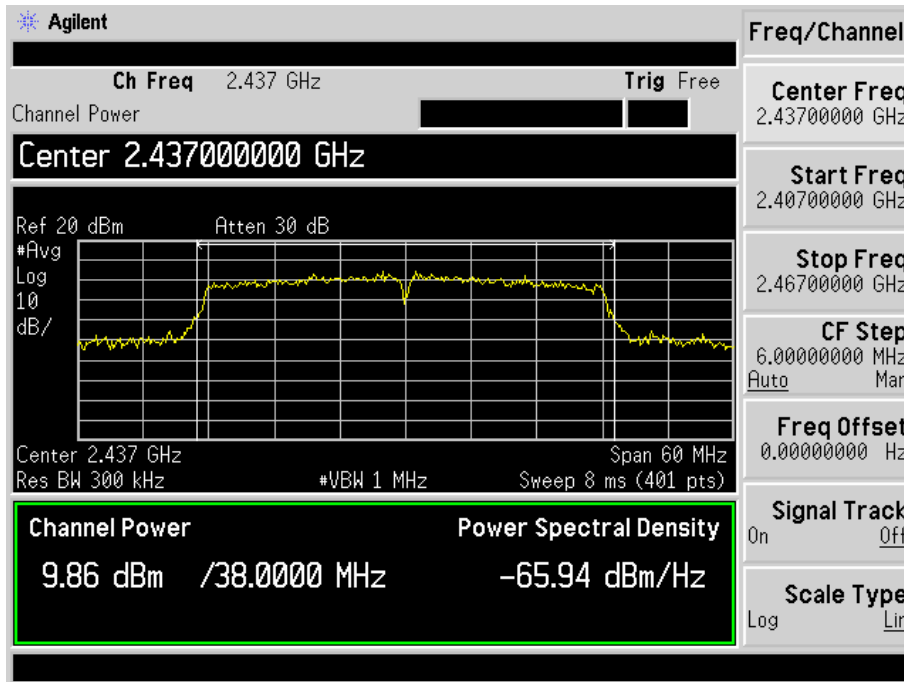 Agilent
Freq/Channel
Ch Freq 2.437 GHz Trig Free
Channel Power
Center 2.437000000 GHz
Ref 20 dBm Atten 30 dB
#Avg
Log
10
dB/
Center 2.437 GHz Span 60 MHz
Res BW 300 kHz #VBW 1 MHz Sweep 8 ms (401 pts)
Channel Power Power Spectral Density
9.86 dBm /38.0000 MHz -65.94 dBm/Hz
Center Freq
2.43700000 GHz
Start Freq
2.40700000 GHz
Stop Freq
2.46700000 GHz
CF Step
6.00000000 MHz
Auto Man
Freq Offset
0.00000000 Hz
Signal Track
On Off
Scale Type
Log Lin